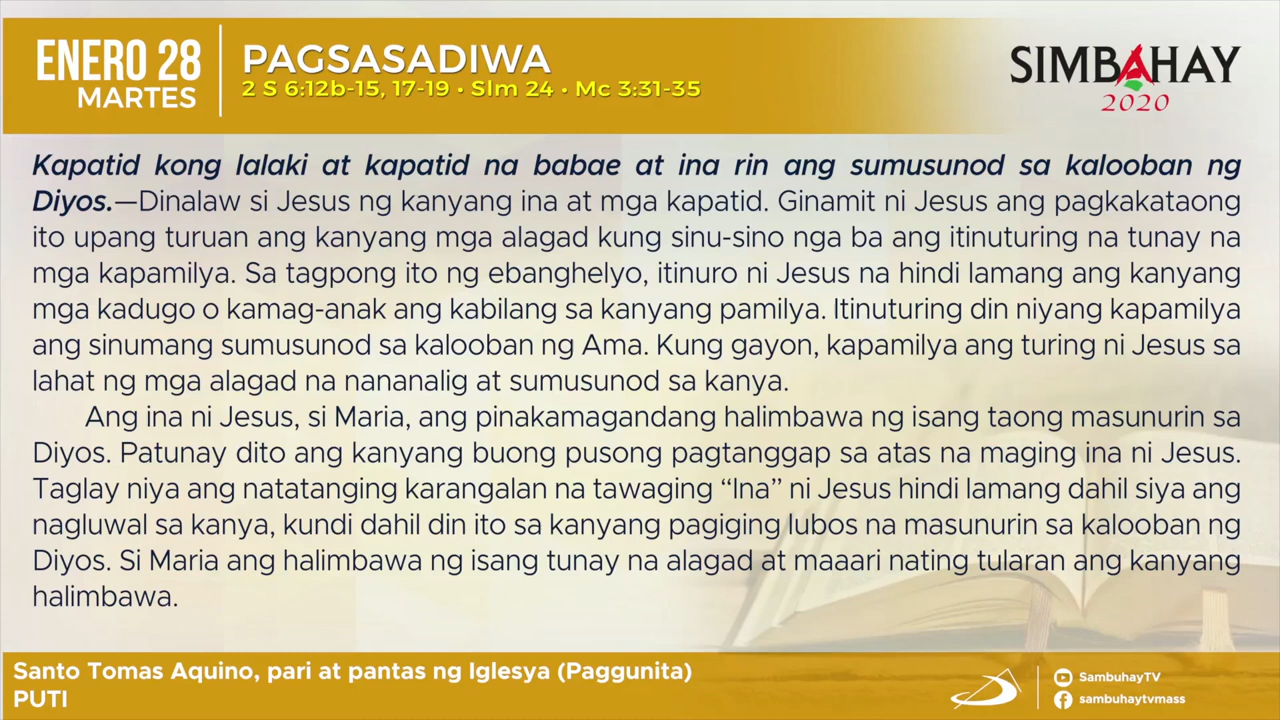 ENERO 28
MARTES
PAGSASADIWA
2 S 6:12b-15, 17-19 • Slm 24 • Mc 3:31-35
SIMBAHAY
2020
Kapatid kong lalaki at kapatid na babae at ina rin ang sumusunod sa kalooban ng
Diyos.—Dinalaw si Jesus ng kanyang ina at mga kapatid. Ginamit ni Jesus ang pagkakataong
ito upang turuan ang kanyang mga alagad kung sinu-sino nga ba ang itinuturing na tunay na
mga kapamilya. Sa tagpong ito ng ebanghelyo, itinuro ni Jesus na hindi lamang ang kanyang
mga kadugo o kamag-anak ang kabilang sa kanyang pamilya. Itinuturing din niyang kapamilya
ang sinumang sumusunod sa kalooban ng Ama. Kung gayon, kapamilya ang turing ni Jesus sa
lahat ng mga alagad na nananalig at sumusunod sa kanya.
Ang ina ni Jesus, si Maria, ang pinakamagandang halimbawa ng isang taong masunurin sa
Diyos. Patunay dito ang kanyang buong pusong pagtanggap sa atas na maging ina ni Jesus.
Taglay niya ang natatanging karangalan na tawaging “Ina” ni Jesus hindi lamang dahil siya ang
nagluwal sa kanya, kundi dahil din ito sa kanyang pagiging lubos na masunurin sa kalooban ng
Diyos. Si Maria ang halimbawa ng isang tunay na alagad at maaari nating tularan ang kanyang
halimbawa.
Santo Tomas Aquino, pari at pantas ng Iglesya (Paggunita)
PUTI
SambuhayTV
sambuhaytvmass